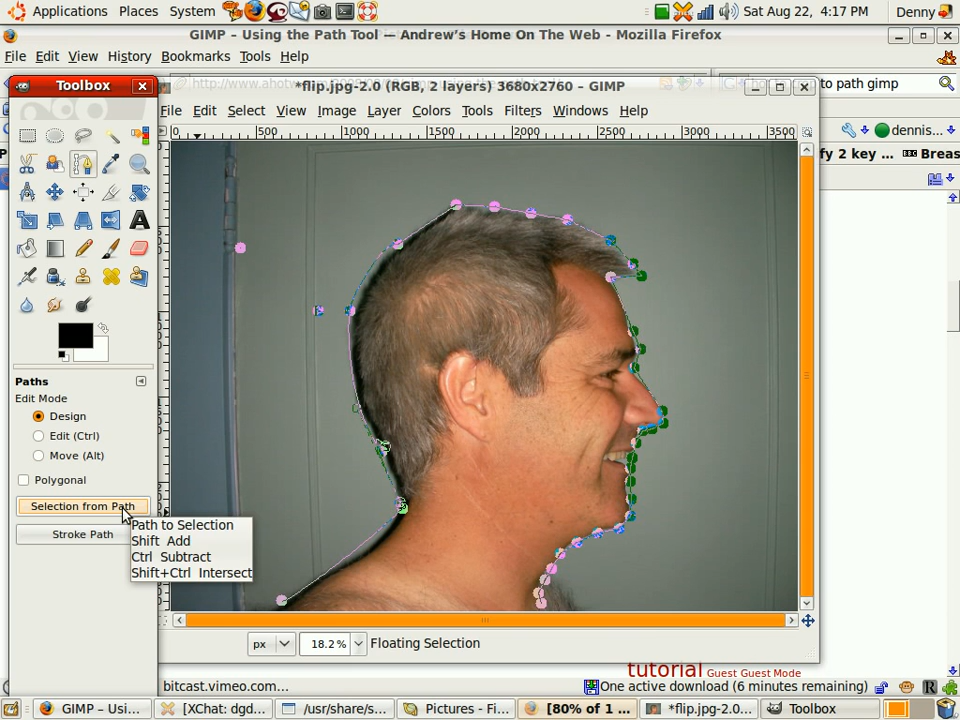 Applications Places System Sat Aug 22, 4:17 PM Denny
GIMP – Using the Path Tool — Andrew's Home On The Web - Mozilla Firefox
File Edit View History Bookmarks Tools Help
Toolbox
*flip.jpg-2.0 (RGB, 2 layers) 3680x2760 – GIMP
to path gimp
File Edit Select View Image Layer Colors Tools Filters Windows Help
dennis...
0 500 1000 1500 2000 2500 3000 3500
fy 2 key ... Breas
Paths
Edit Mode
Design
Edit (Ctrl)
Move (Alt)
Polygonal
Selection from Path
Path to Selection
Stroke Path
Shift Add
Ctrl Subtract
Shift+Ctrl Intersect
px 18.2% Floating Selection
tutorial Guest Guest Mode
bitcast.vimeo.com...
One active download (6 minutes remaining)
GIMP – Usi...
[XChat: dgd...
/usr/share/s...
Pictures - Fi...
[80% of 1 ...
*flip.jpg-2.0...
Toolbox